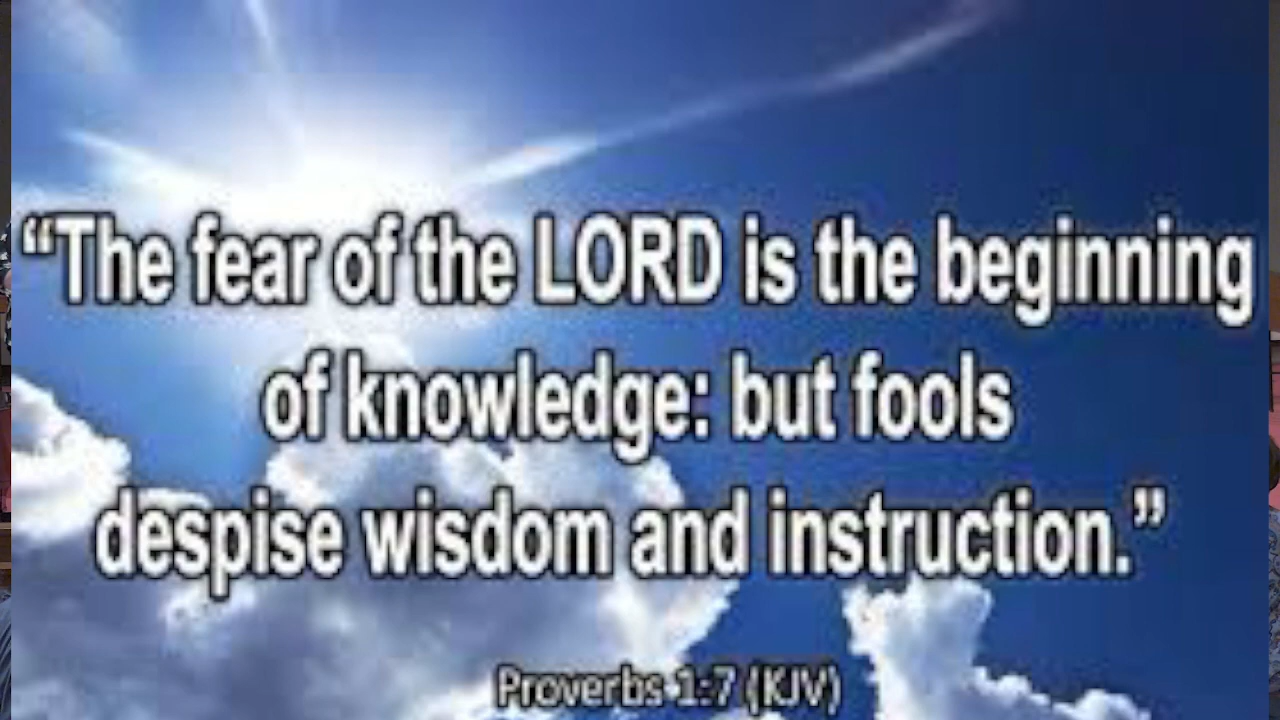 “The fear of the LORD is the beginning
of knowledge: but fools
despise wisdom and instruction.”
Proverbs 1:7 (KJV)